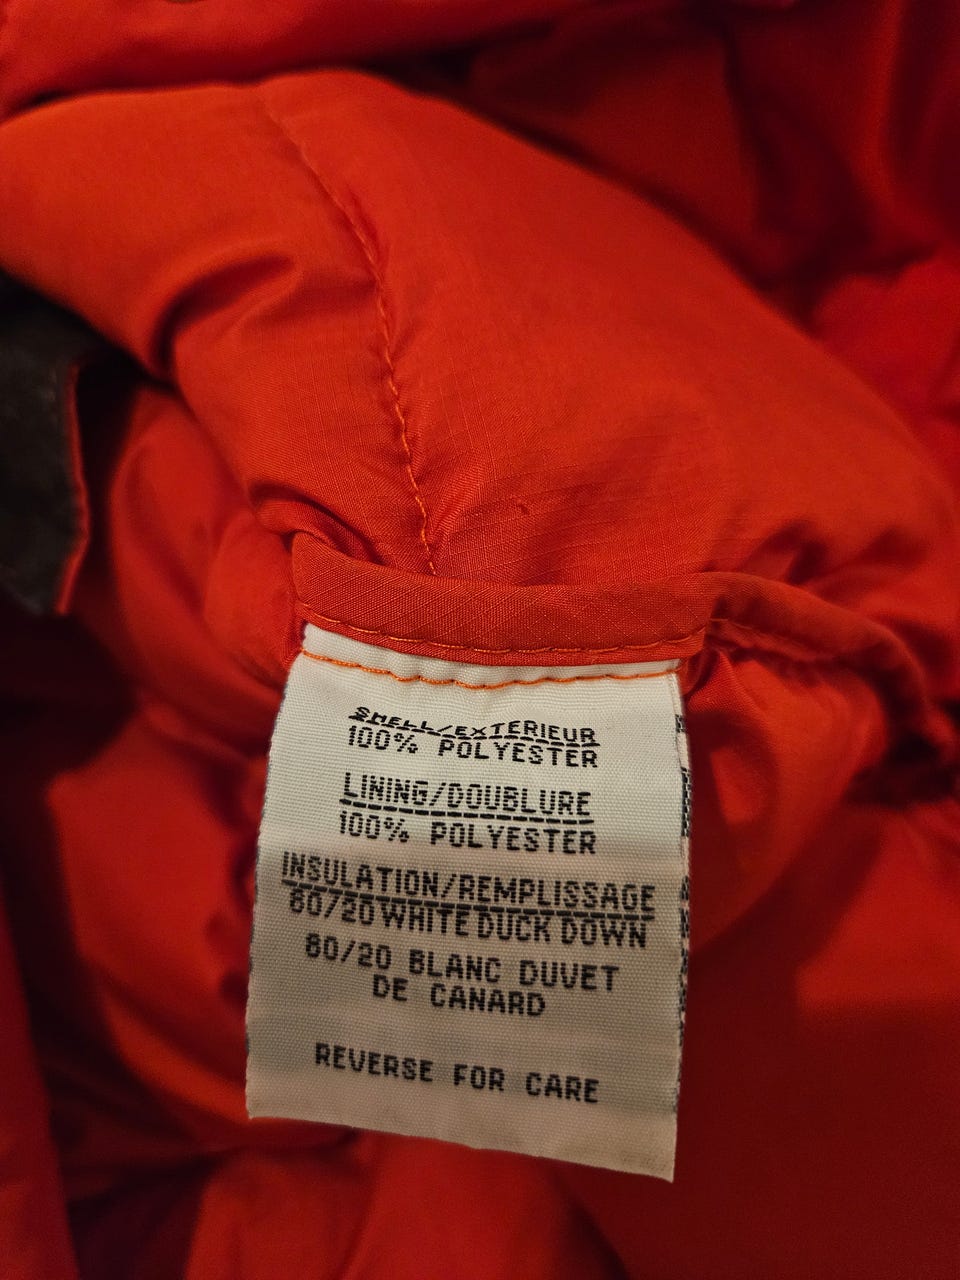 SHELL/EXTERIEUR
100% POLYESTER
LINING/DOUBLURE
100% POLYESTER
INSULATION/REMPLISSAGE
80/20 WHITE DUCK DOWN
80/20 BLANC DUVET
DE CANARD
REVERSE FOR CARE